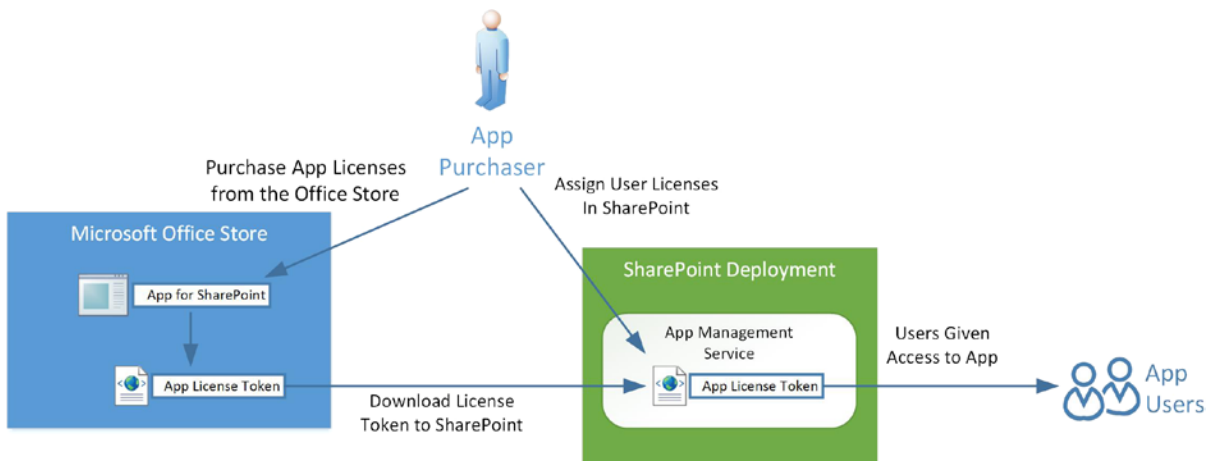 App
Purchaser
Purchase App Licenses
from the Office Store
Assign User Licenses
In SharePoint
Microsoft Office Store
App for SharePoint
App License Token
Download License
Token to SharePoint
SharePoint Deployment
App Management
Service
App License Token
Users Given
Access to App
App
Users